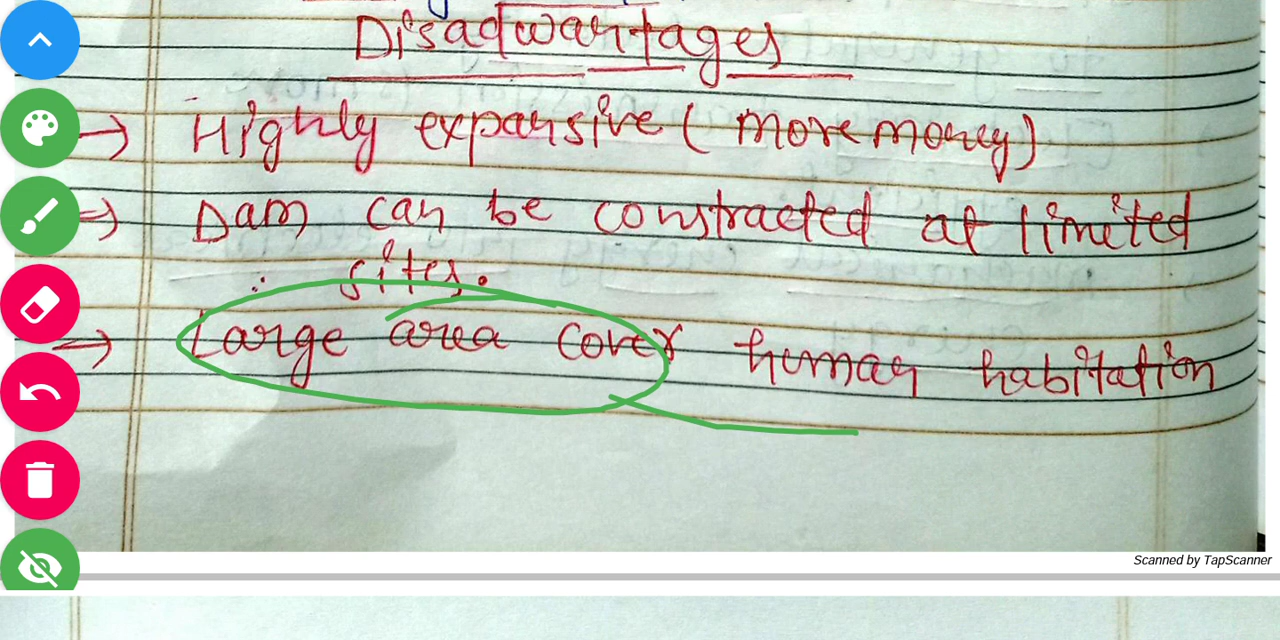 Disadwantages
→ Highly expansive ( more money)
⇒ Dam can be constracted at limited
∴ sites.
⇒ Large area cover human habitation
Scanned by TapScanner